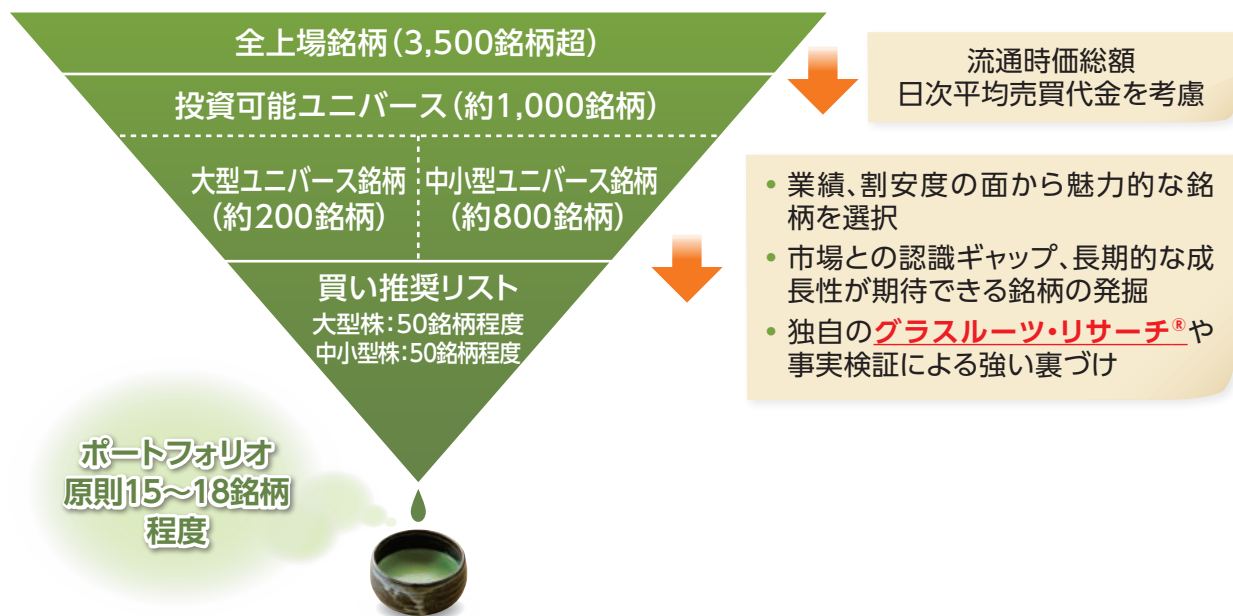 全上場銘柄(3,500銘柄超)
流通時価総額
日次平均売買代金を考慮
投資可能ユニバース(約1,000銘柄)
大型ユニバース銘柄
(約200銘柄)
中小型ユニバース銘柄
(約800銘柄)
• 業績、割安度の面から魅力的な銘
柄を選択
• 市場との認識ギャップ、長期的な成
長性が期待できる銘柄の発掘
• 独自のグラスルーツ・リサーチ®や
事実検証による強い裏づけ
買い推奨リスト
大型株:50銘柄程度
中小型株:50銘柄程度
ポートフォリオ
原則15〜18銘柄
程度